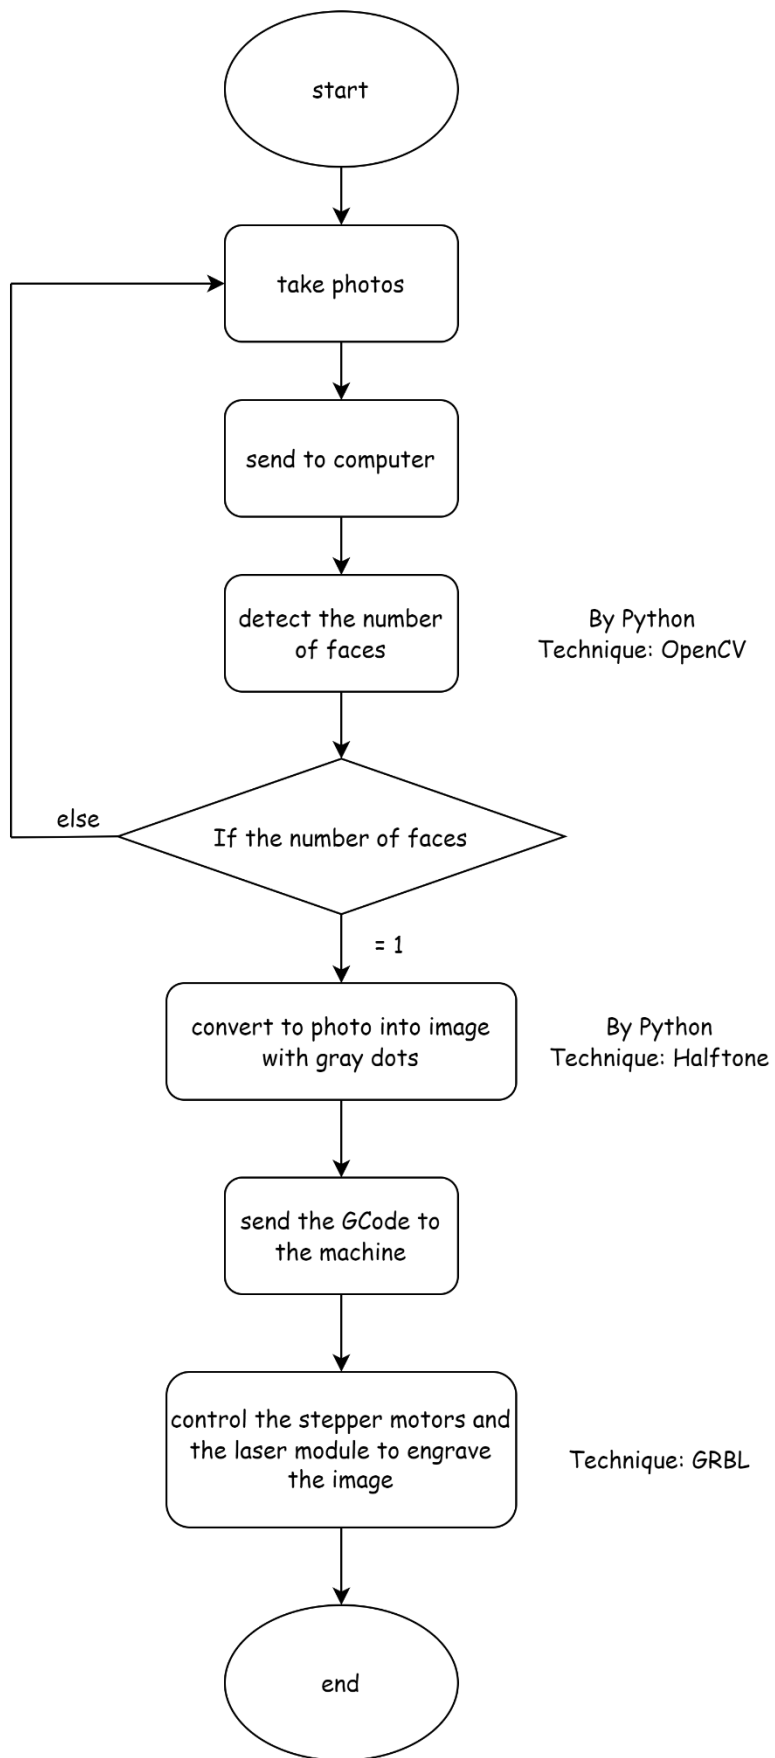 start
take photos
send to computer
detect the number
of faces
By Python
Technique: OpenCV
else
If the number of faces
= 1
convert to photo into image
with gray dots
By Python
Technique: Halftone
send the GCode to
the machine
control the stepper motors and
the laser module to engrave
the image
Technique: GRBL
end